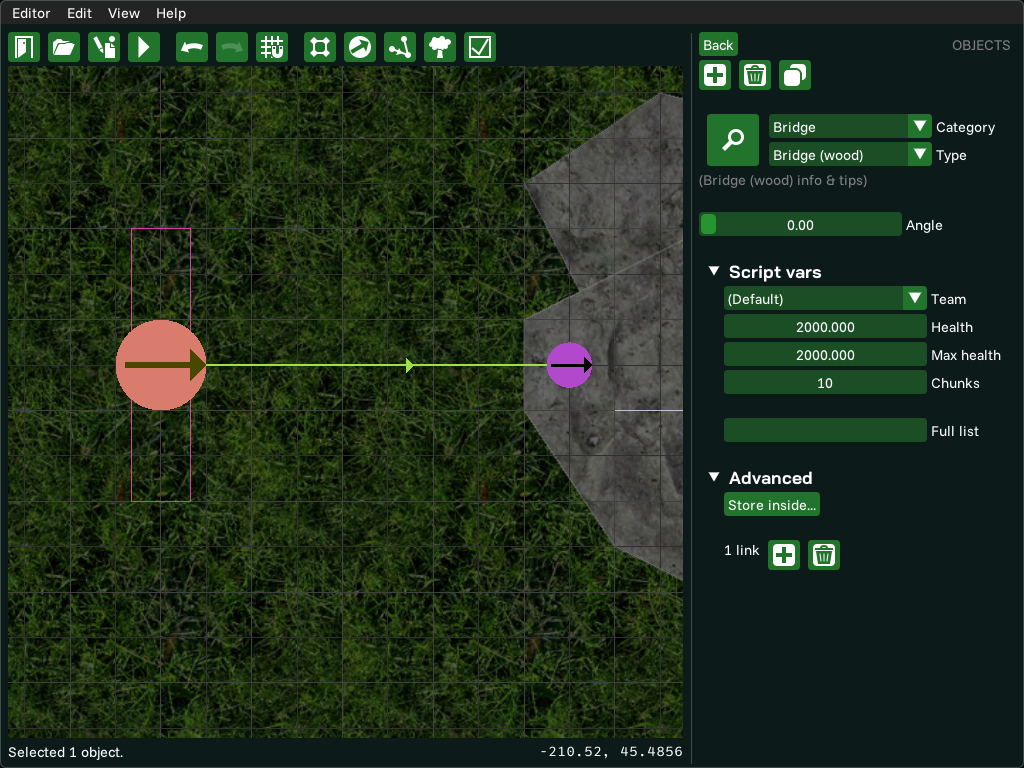 Editor View Edit Help
Back OBJECTS
Bridge Category
Bridge (wood) Type
(Bridge (wood) info & tips)
0.00 Angle
Script vars
(Default) Team
2000.000 Health
2000.000 Max health
10 Chunks
Full list
Advanced
Store inside...
1 link
Selected 1 object. -210.52, 45.4856